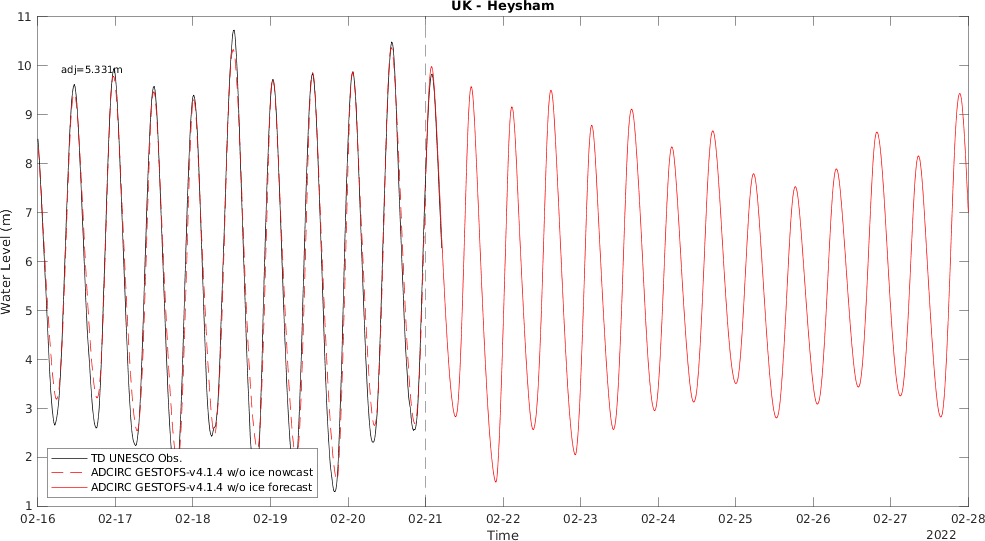 UK - Heysham
adj=5.331m
Water Level (m)
11
10
9
8
7
6
5
4
3
2
1
TD UNESCO Obs.
ADCIRC GESTOFS-v4.1.4 w/o ice nowcast
ADCIRC GESTOFS-v4.1.4 w/o ice forecast
02-16 02-17 02-18 02-19 02-20 02-21 02-22 02-23 02-24 02-25 02-26 02-27 02-28
Time
2022